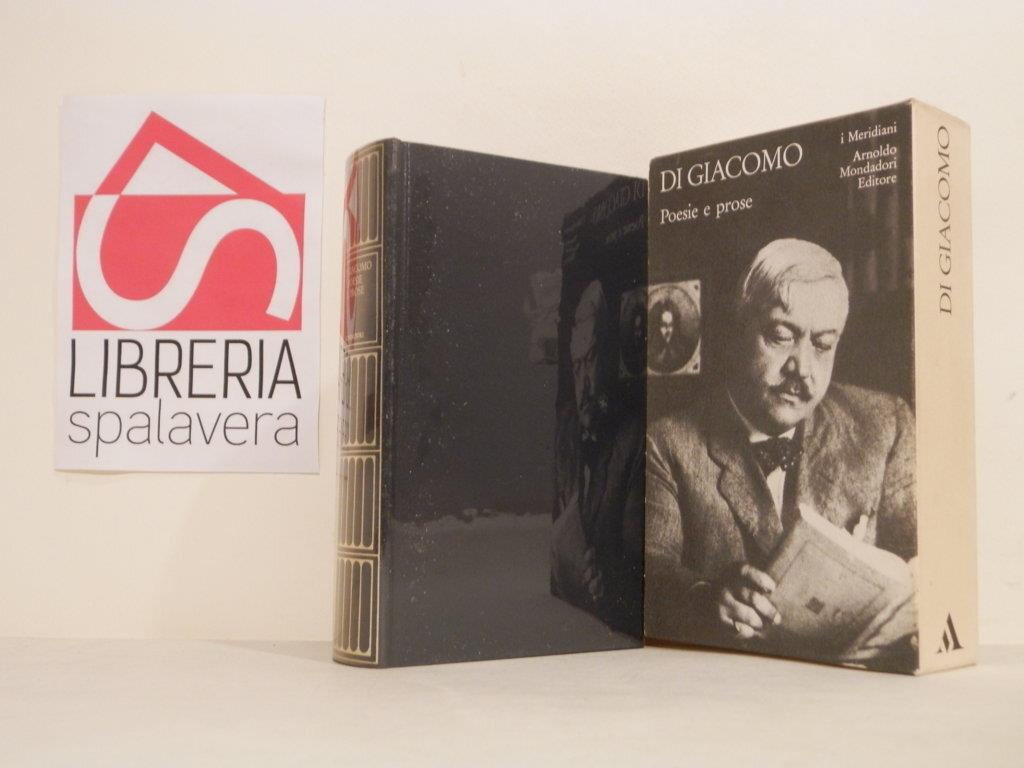 LIBRERIA
spalavera
DI GIACOMO
Poesie e prose
i Meridiani
Arnoldo
Mondadori
Editore
DI GIACOMO